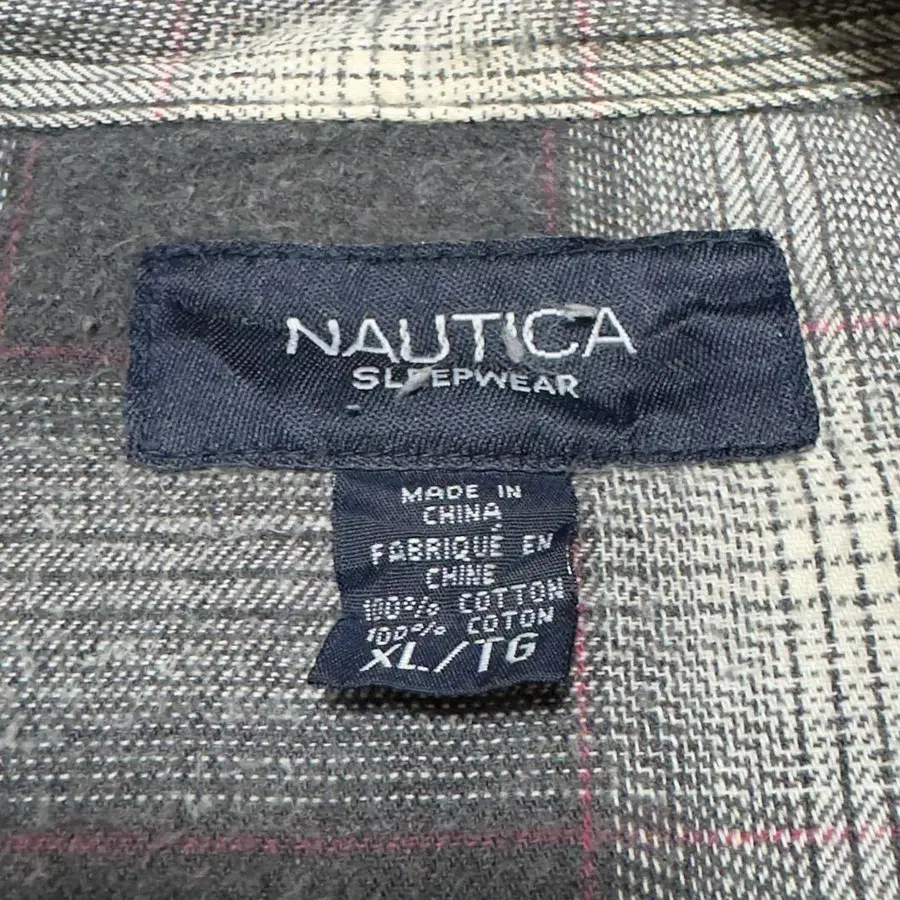 NAUTICA
SLEEPWEAR
MADE IN
CHINA
FABRIQUÉ EN
CHINE
100% COTTON
100% COTON
XL/TG